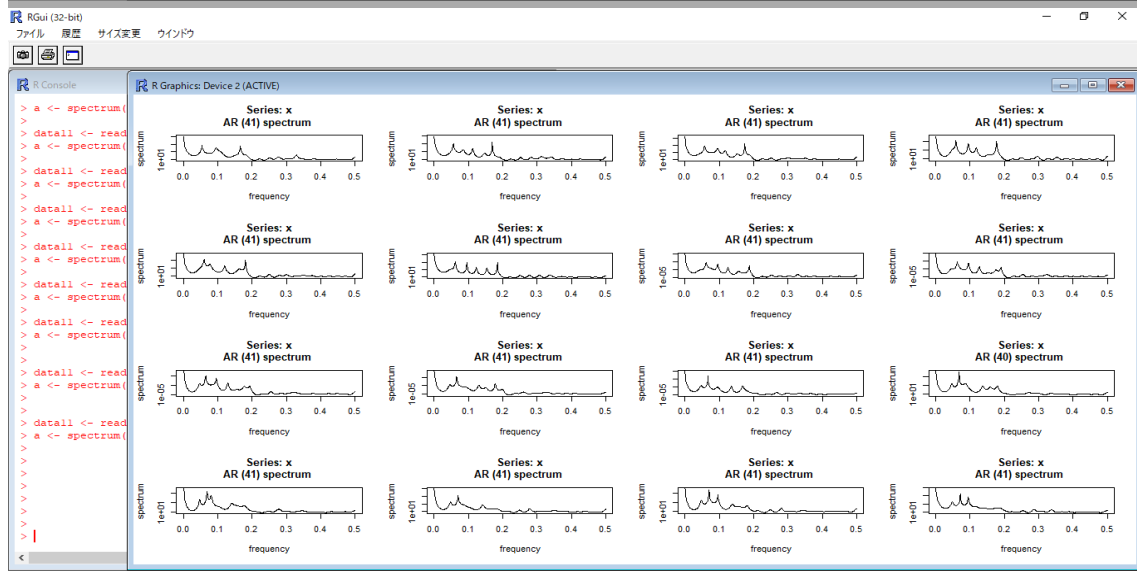 RGui (32-bit)
ファイル 履歴 サイズ変更 ウインドウ
R Console
> a <- spectrum(
>
> data11 <- read
> a <- spectrum(
>
> data11 <- read
> a <- spectrum(
>
> data11 <- read
> a <- spectrum(
>
> data11 <- read
> a <- spectrum(
>
> data11 <- read
> a <- spectrum(
>
> data11 <- read
> a <- spectrum(
>
>
> data11 <- read
> a <- spectrum(
>
>
> data11 <- read
> a <- spectrum(
>
>
>
>
>
>
>
>
R Graphics: Device 2 (ACTIVE)
Series: x
AR (41) spectrum
spectrum
1e+01
0.0 0.1 0.2 0.3 0.4 0.5
frequency
Series: x
AR (41) spectrum
spectrum
1e+01
0.0 0.1 0.2 0.3 0.4 0.5
frequency
Series: x
AR (41) spectrum
spectrum
1e+01
0.0 0.1 0.2 0.3 0.4 0.5
frequency
Series: x
AR (41) spectrum
spectrum
1e+01
0.0 0.1 0.2 0.3 0.4 0.5
frequency
Series: x
AR (41) spectrum
spectrum
1e+01
0.0 0.1 0.2 0.3 0.4 0.5
frequency
Series: x
AR (41) spectrum
spectrum
1e+01
0.0 0.1 0.2 0.3 0.4 0.5
frequency
Series: x
AR (41) spectrum
spectrum
1e-05
0.0 0.1 0.2 0.3 0.4 0.5
frequency
Series: x
AR (41) spectrum
spectrum
1e-05
0.0 0.1 0.2 0.3 0.4 0.5
frequency
Series: x
AR (41) spectrum
spectrum
1e-05
0.0 0.1 0.2 0.3 0.4 0.5
frequency
Series: x
AR (41) spectrum
spectrum
1e-05
0.0 0.1 0.2 0.3 0.4 0.5
frequency
Series: x
AR (41) spectrum
spectrum
1e-05
0.0 0.1 0.2 0.3 0.4 0.5
frequency
Series: x
AR (40) spectrum
spectrum
1e+01
0.0 0.1 0.2 0.3 0.4 0.5
frequency
Series: x
AR (41) spectrum
spectrum
1e+01
0.0 0.1 0.2 0.3 0.4 0.5
frequency
Series: x
AR (41) spectrum
spectrum
1e+01
0.0 0.1 0.2 0.3 0.4 0.5
frequency
Series: x
AR (41) spectrum
spectrum
1e+01
0.0 0.1 0.2 0.3 0.4 0.5
frequency
Series: x
AR (41) spectrum
spectrum
1e+01
0.0 0.1 0.2 0.3 0.4 0.5
frequency